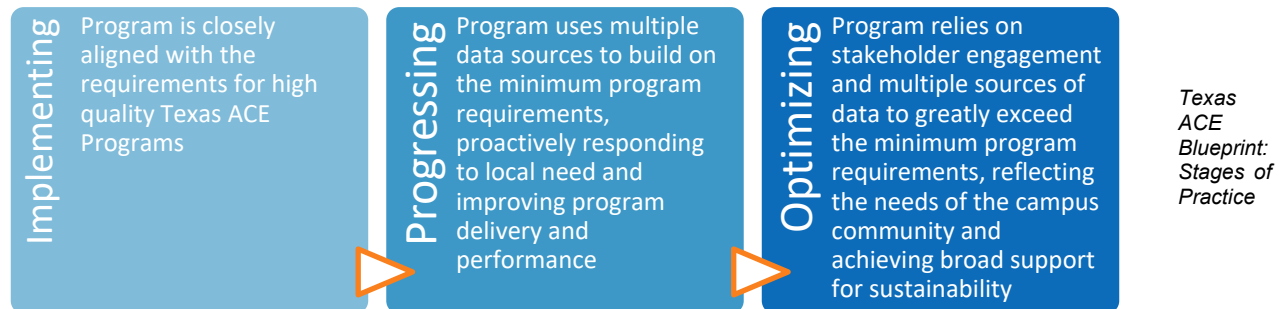 Implementing
Program is closely
aligned with the
requirements for high
quality Texas ACE
Programs
Progressing
Program uses multiple
data sources to build on
the minimum program
requirements,
proactively responding
to local need and
improving program
delivery and
performance
Optimizing
Program relies on
stakeholder engagement
and multiple sources of
data to greatly exceed
the minimum program
requirements, reflecting
the needs of the campus
community and
achieving broad support
for sustainability
Texas
ACE
Blueprint:
Stages of
Practice